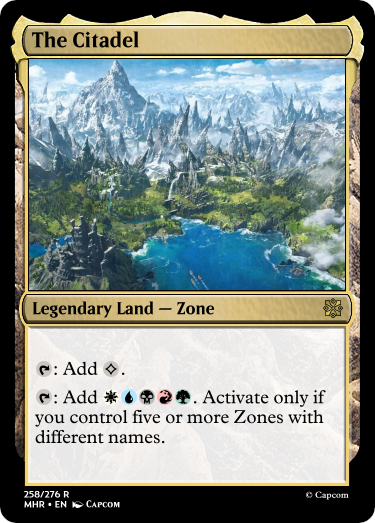 The Citadel
Legendary Land — Zone
: Add .
: Add . Activate only if
you control five or more Zones with
different names.
258/276 R
MHR • EN CAPCOM
© Capcom